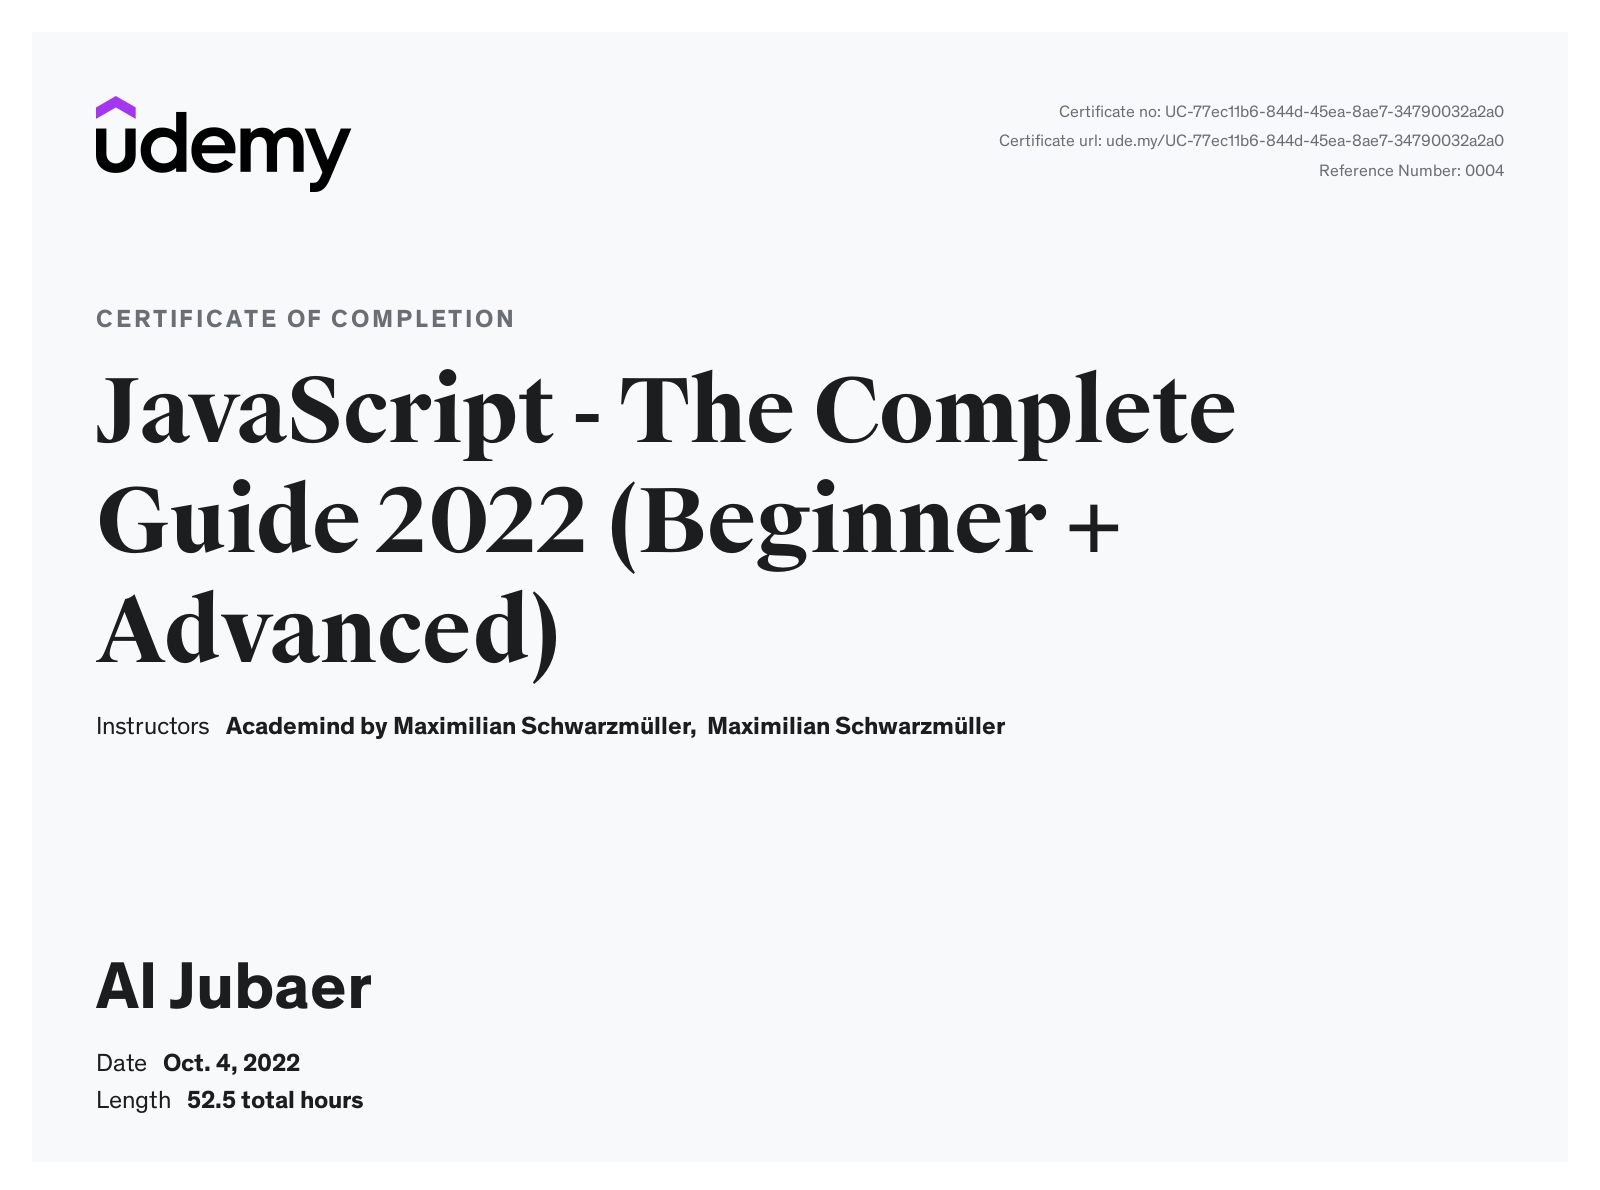 udemy
Certificate no: UC-77ec11b6-844d-45ea-8ae7-34790032a2a0
Certificate url: ude.my/UC-77ec11b6-844d-45ea-8ae7-34790032a2a0
Reference Number: 0004
CERTIFICATE OF COMPLETION
JavaScript - The Complete
Guide 2022 (Beginner +
Advanced)
Instructors Academind by Maximilian Schwarzmüller, Maximilian Schwarzmüller
Al Jubaer
Date Oct. 4, 2022
Length 52.5 total hours